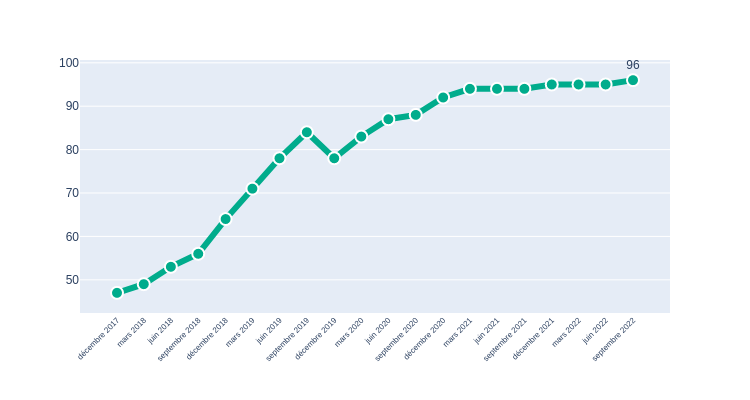 100
96
90
80
70
60
50
décembre 2017
mars 2018
juin 2018
septembre 2018
décembre 2018
mars 2019
juin 2019
septembre 2019
décembre 2019
mars 2020
juin 2020
septembre 2020
décembre 2020
mars 2021
juin 2021
septembre 2021
décembre 2021
mars 2022
juin 2022
septembre 2022